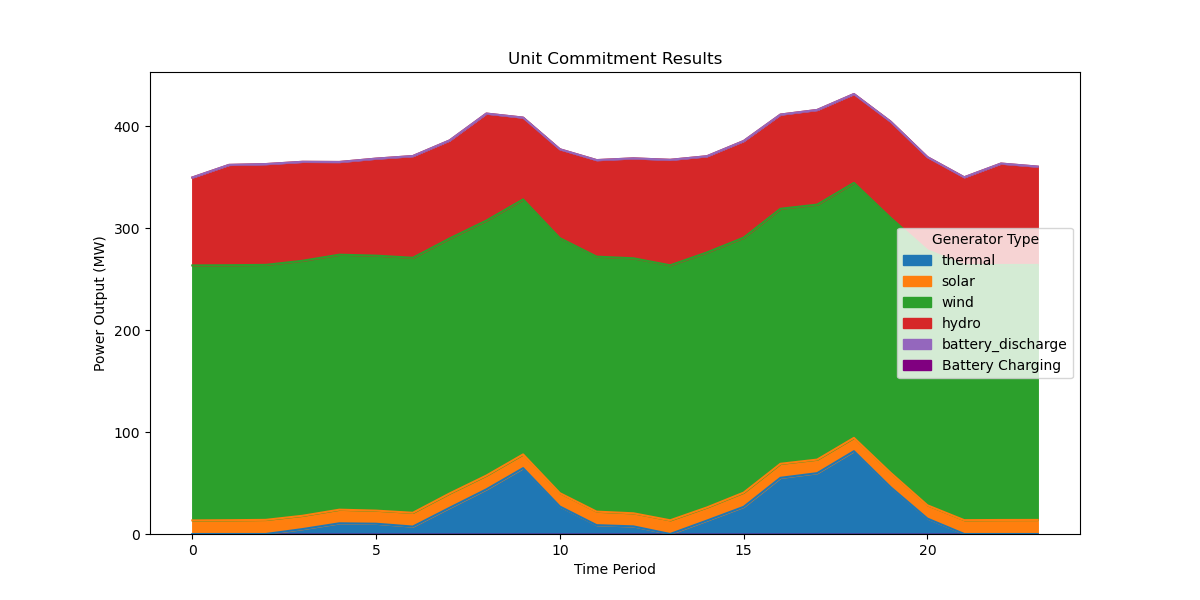 Unit Commitment Results
Power Output (MW)
400
300
200
100
0
0 5 10 15 20
Time Period
Generator Type
thermal
solar
wind
hydro
battery_discharge
Battery Charging